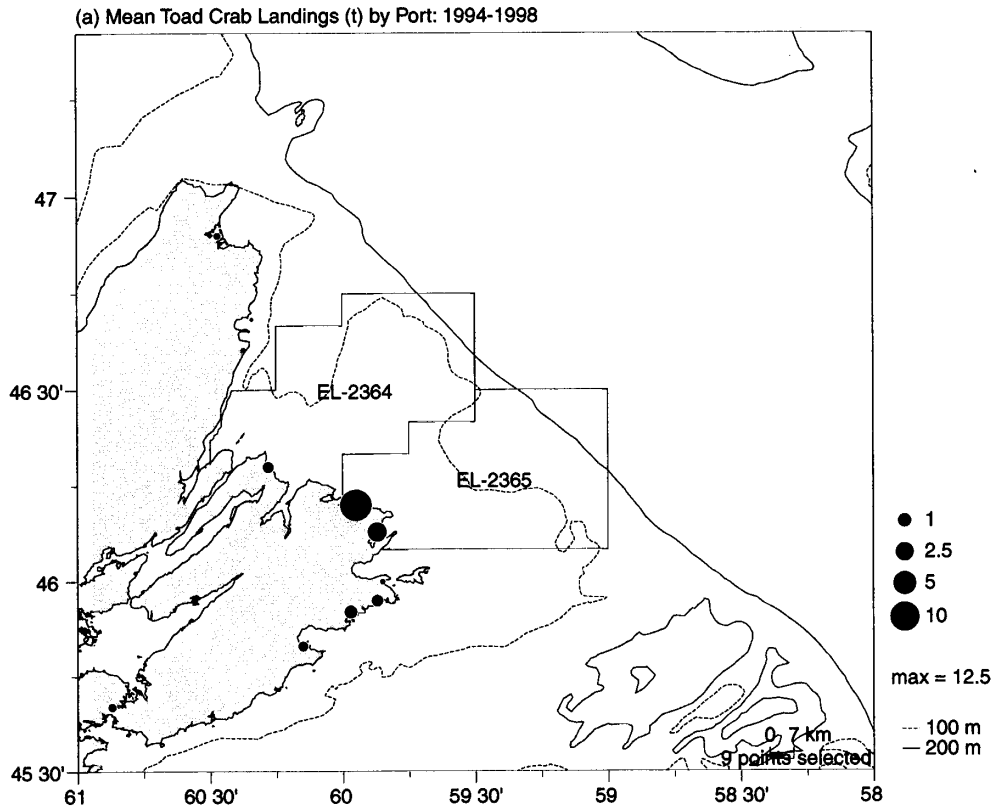 (a) Mean Toad Crab Landings (t) by Port: 1994-1998
47
46 30'
EL-2364
EL-2365
46
45 30'
61
60 30'
60
59 30'
59
58 30'
58
0 7 km
9 points selected
1
2.5
5
10
max = 12.5
100 m
200 m